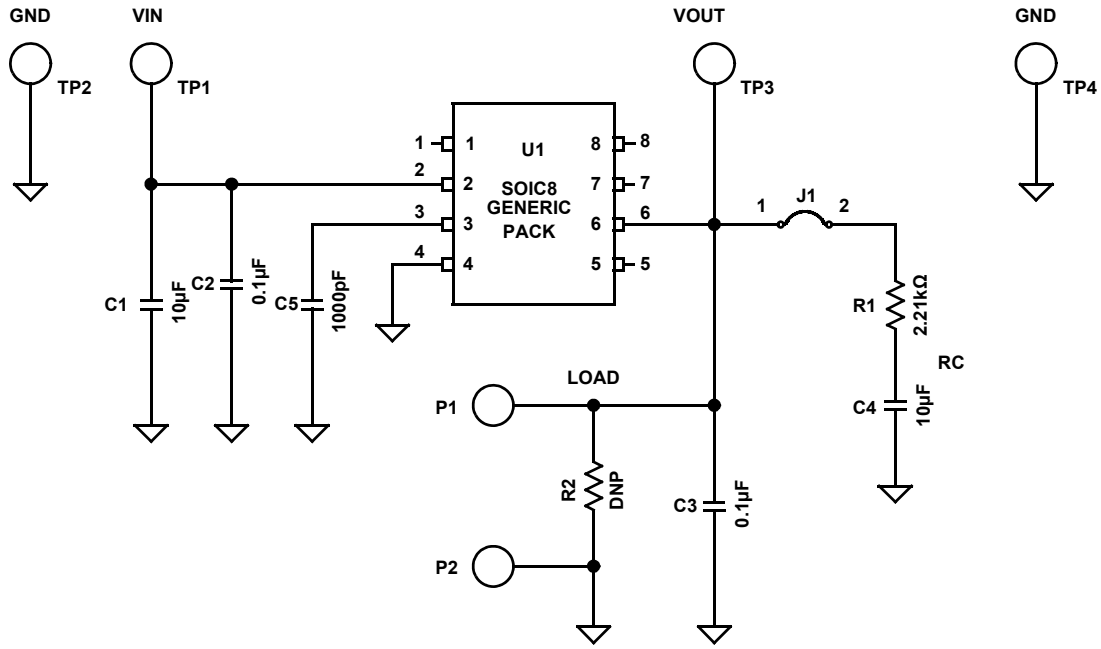 GND
VIN
VOUT
GND
TP2
TP1
TP3
TP4
U1
SOIC8
GENERIC
PACK
1
1
8
8
2
2
7
7
3
3
6
6
4
4
5
5
1
J1
2
C1
10µF
C2
0.1µF
C5
1000pF
R1
2.21kΩ
RC
C4
10µF
LOAD
P1
R2
DNP
C3
0.1µF
P2